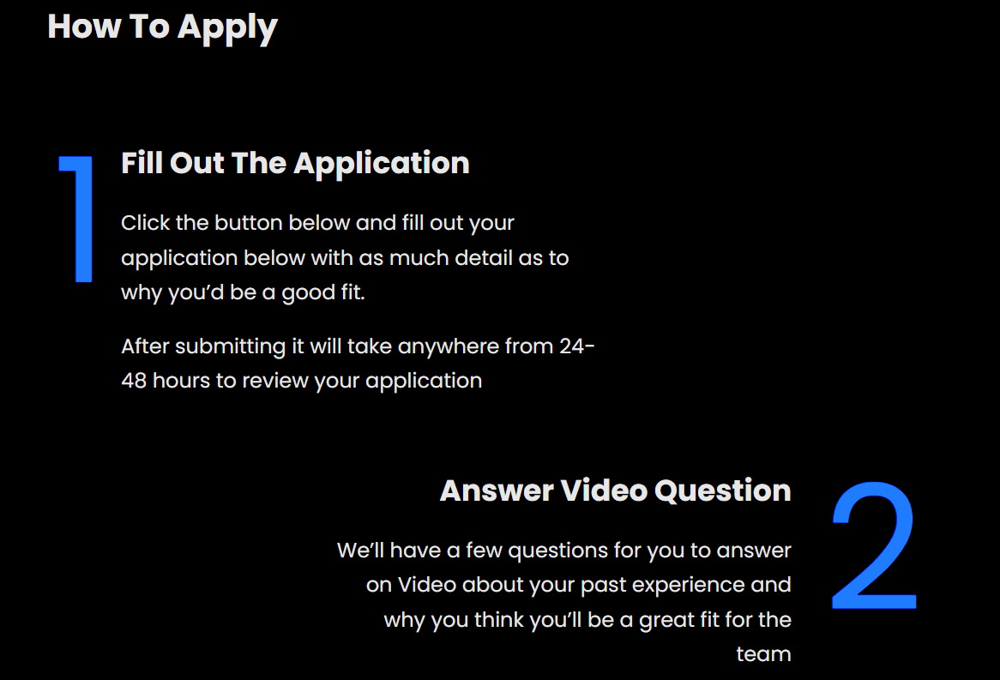 How To Apply
1
Fill Out The Application
Click the button below and fill out your
application below with as much detail as to
why you’d be a good fit.
After submitting it will take anywhere from 24-
48 hours to review your application
2
Answer Video Question
We’ll have a few questions for you to answer
on Video about your past experience and
why you think you’ll be a great fit for the
team